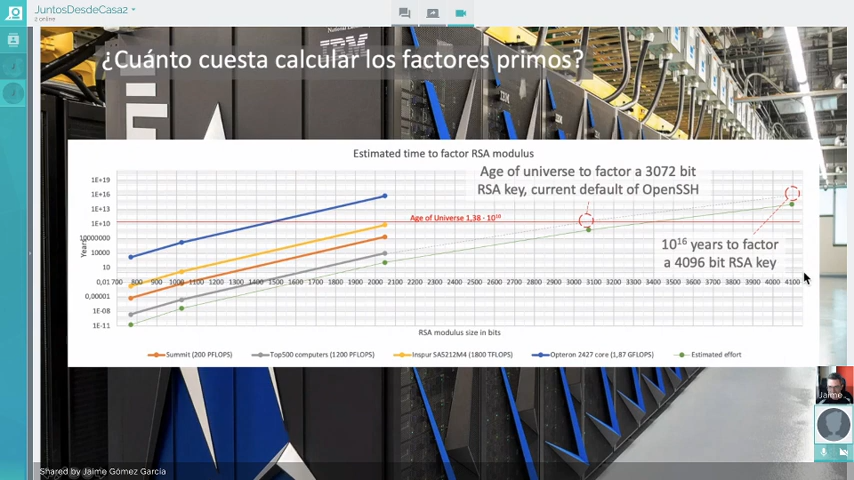 JuntosDesdeCasa2
2 online
¿Cuánto cuesta calcular los factores primos?
IBM
Estimated time to factor RSA modulus
Age of universe to factor a 3072 bit
RSA key, current default of OpenSSH
1E+19
1E+16
1E+13
1E+10
10000000
10000
10
0,01
0,00001
1E-08
1E-11
Years
Age of Universe 1,38 · 10¹⁰
10¹⁶ years to factor
a 4096 bit RSA key
700 800 900 1000 1100 1200 1300 1400 1500 1600 1700 1800 1900 2000 2100 2200 2300 2400 2500 2600 2700 2800 2900 3000 3100 3200 3300 3400 3500 3600 3700 3800 3900 4000 4100
RSA modulus size in bits
Summit (200 PFLOPS) Top500 computers (1200 PFLOPS) Inspur SA5212M4 (1800 TFLOPS) Opteron 2427 core (1,87 GFLOPS) Estimated effort
Jaime
Shared by Jaime Gómez García